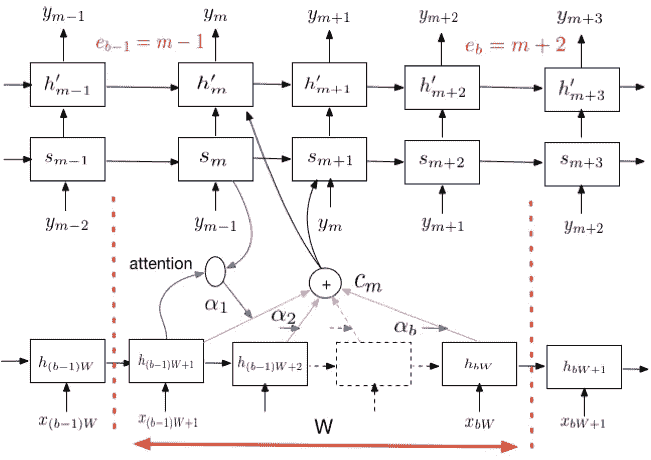 y_{m-1} y_m y_{m+1} y_{m+2} y_{m+3}
e_{b-1} = m - 1 e_b = m + 2
h'_{m-1} h'_m h'_{m+1} h'_{m+2} h'_{m+3}
s_{m-1} s_m s_{m+1} s_{m+2} s_{m+3}
y_{m-2} y_{m-1} y_m y_{m+1} y_{m+2}
attention
+ c_m
α_1 α_2 α_b
h_{(b-1)W} h_{(b-1)W+1} h_{(b-1)W+2} h_{bW} h_{bW+1}
x_{(b-1)W} x_{(b-1)W+1} W x_{bW} x_{bW+1}